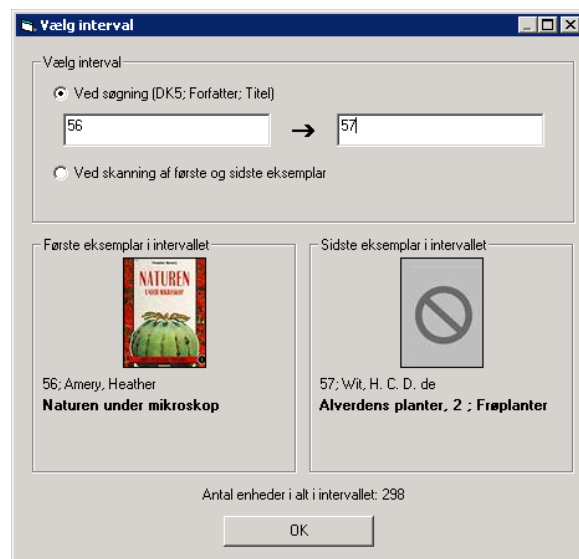 Vælg interval
Vælg interval
Ved søgning (DK5; Forfatter; Titel)
56 → 57
Ved skanning af første og sidste eksemplar
Første eksemplar i intervallet
NATUREN
UNDER MIKROSKOP
56; Amery, Heather
Naturen under mikroskop
Sidste eksemplar i intervallet
57; Wit, H. C. D. de
Alverdens planter, 2 ; Frøplanter
Antal enheder i alt i intervallet: 298
OK